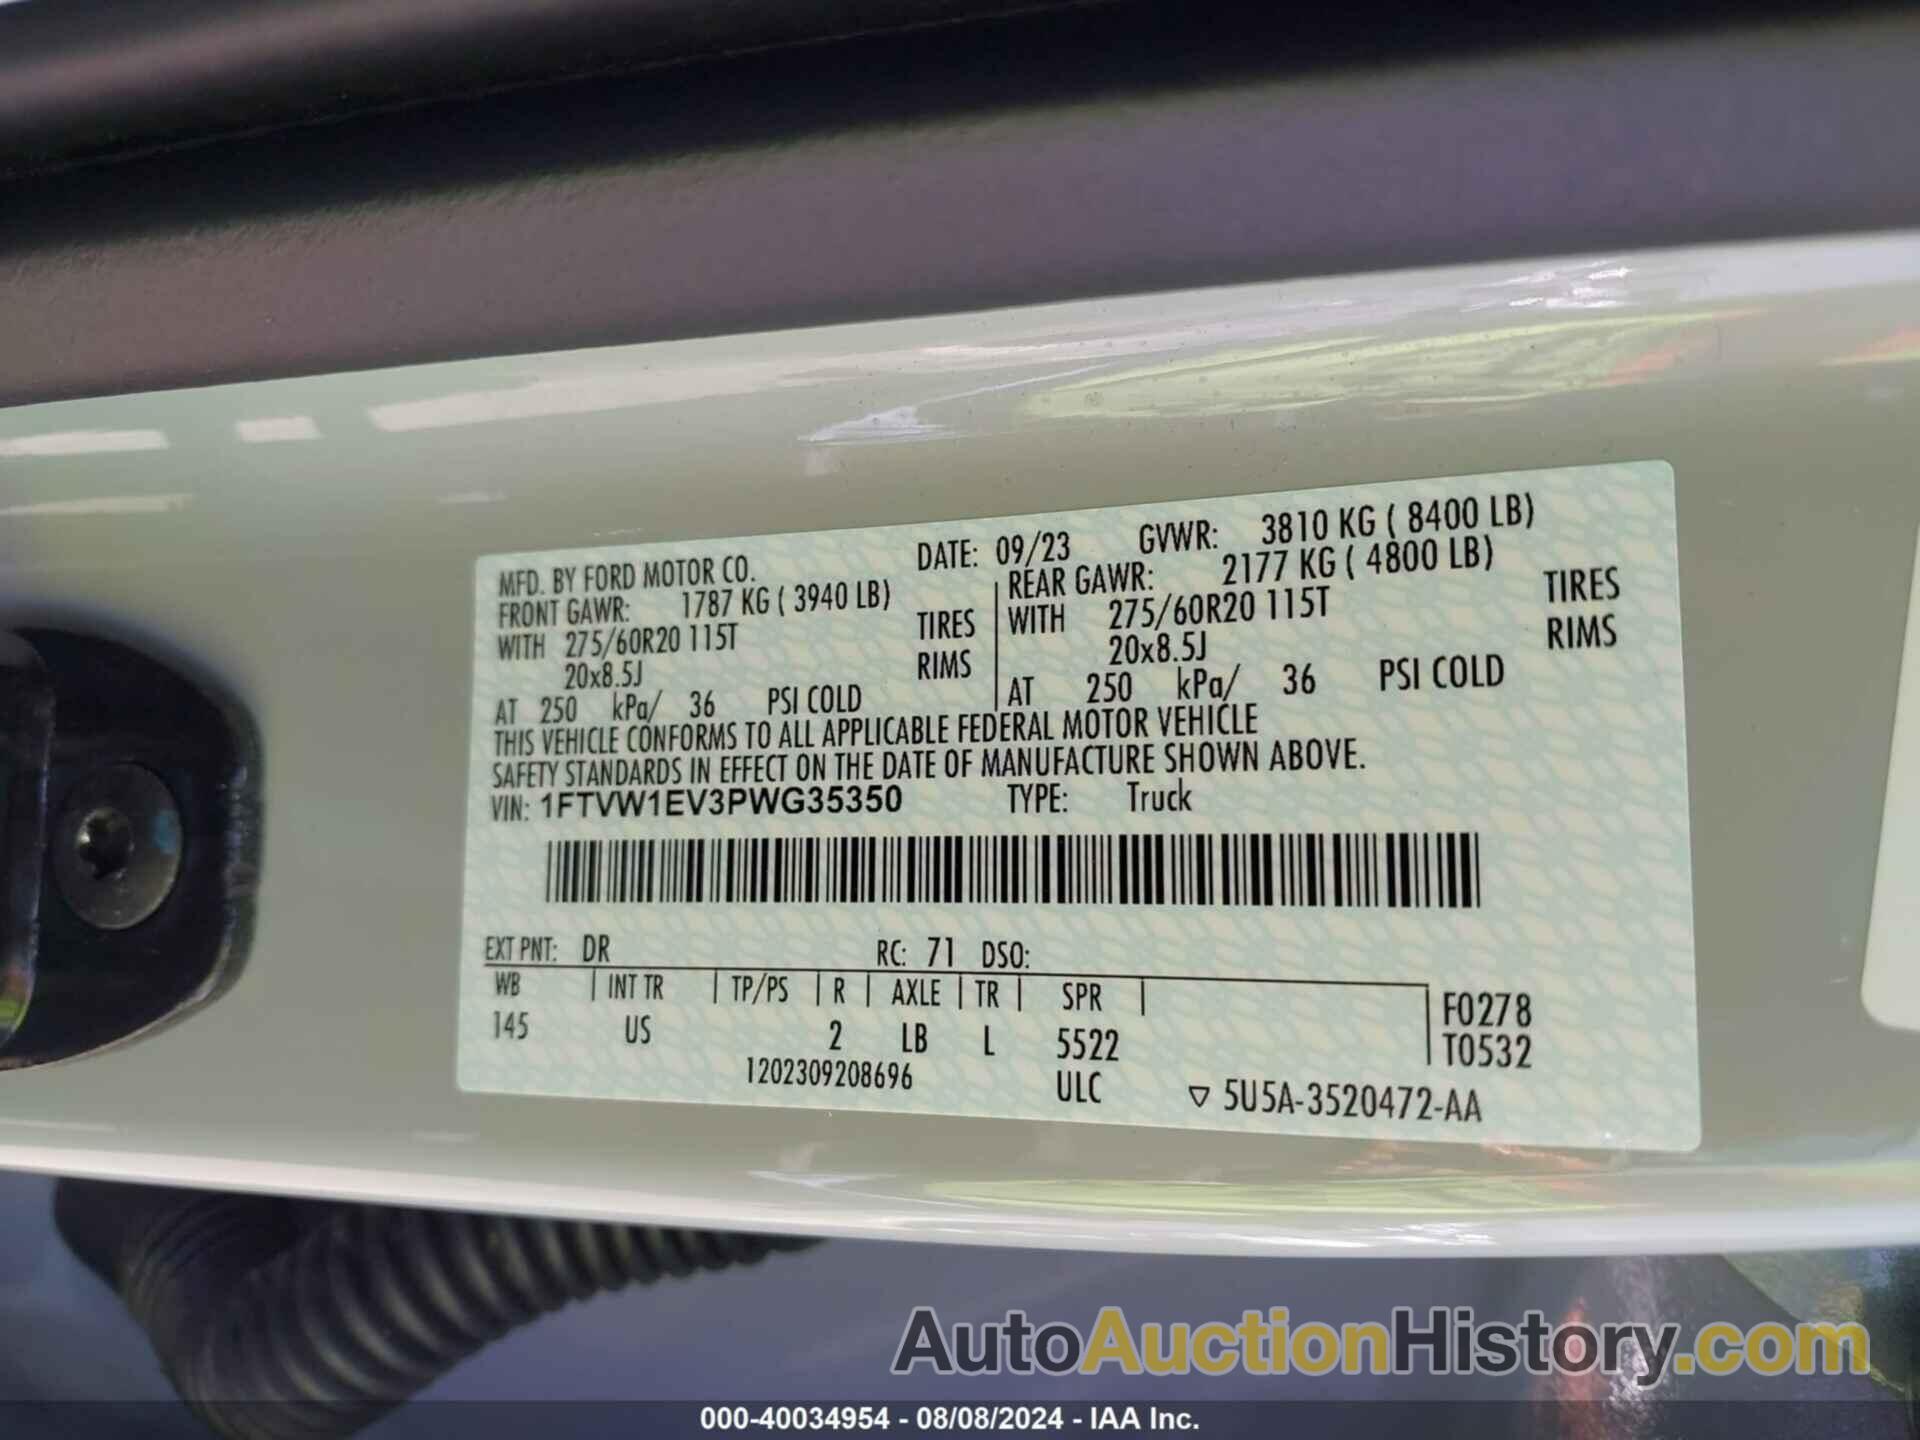 MFD. BY FORD MOTOR CO. DATE: 09/23 GVWR: 3810 KG ( 8400 LB)
FRONT GAWR: 1787 KG ( 3940 LB) REAR GAWR: 2177 KG ( 4800 LB)
WITH 275/60R20 115T TIRES WITH 275/60R20 115T TIRES
20x8.5J RIMS 20x8.5J RIMS
AT 250 kPa/ 36 PSI COLD AT 250 kPa/ 36 PSI COLD
THIS VEHICLE CONFORMS TO ALL APPLICABLE FEDERAL MOTOR VEHICLE
SAFETY STANDARDS IN EFFECT ON THE DATE OF MANUFACTURE SHOWN ABOVE.
VIN: 1FTVW1EV3PWG35350 TYPE: Truck
EXT PNT: DR RC: 71 DSO:
WB INT TR TP/PS R AXLE TR SPR F0278
145 US 2 LB L 5522 T0532
1202309208696 ULC ▽ 5U5A-3520472-AA
AutoAuctionHistory.com
000-40034954 - 08/08/2024 - IAA Inc.